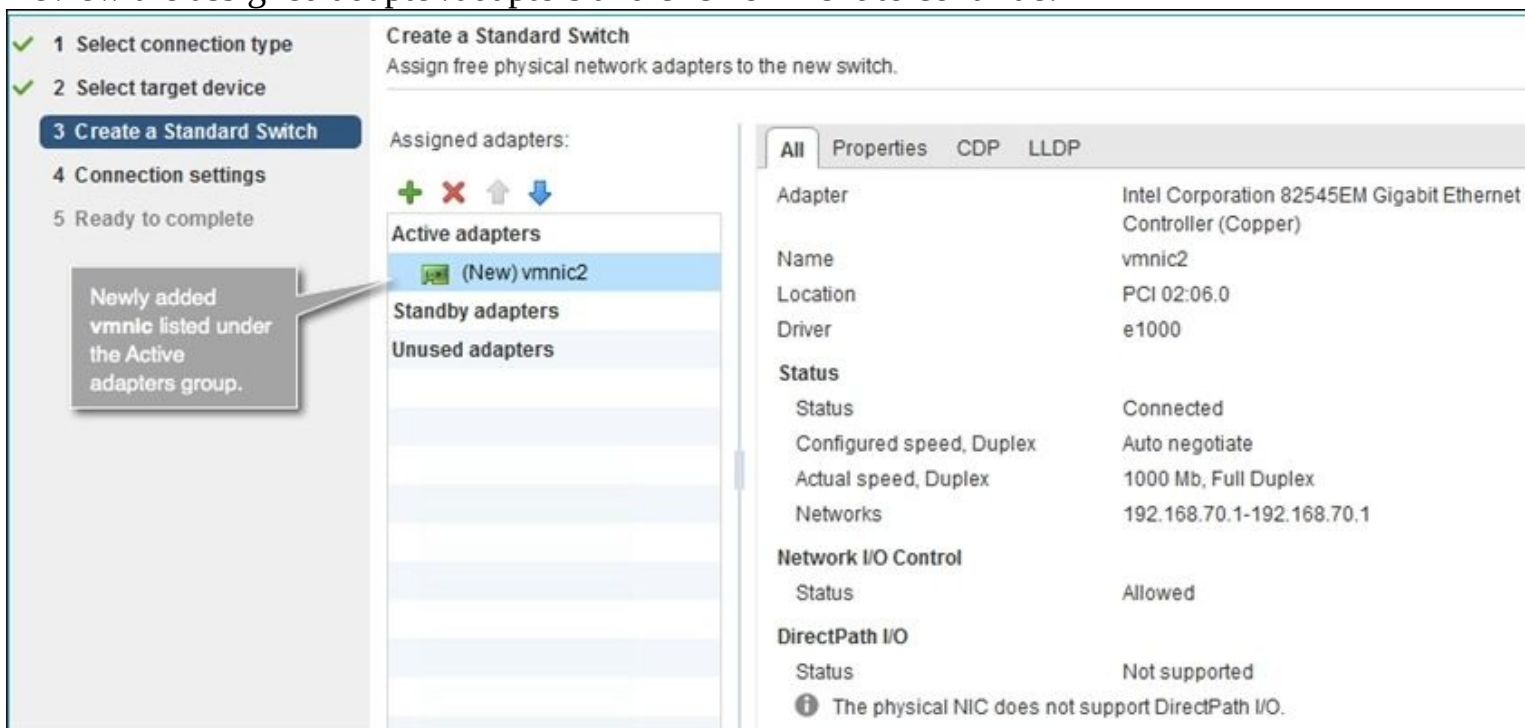 1 Select connection type
2 Select target device
3 Create a Standard Switch
4 Connection settings
5 Ready to complete
Newly added
vmnic listed under
the Active
adapters group.
Create a Standard Switch
Assign free physical network adapters to the new switch.
Assigned adapters:
Active adapters
(New) vmnic2
Standby adapters
Unused adapters
All Properties CDP LLDP
Adapter Intel Corporation 82545EM Gigabit Ethernet
Controller (Copper)
Name vmnic2
Location PCI 02:06.0
Driver e1000
Status
Status Connected
Configured speed, Duplex Auto negotiate
Actual speed, Duplex 1000 Mb, Full Duplex
Networks 192.168.70.1-192.168.70.1
Network I/O Control
Status Allowed
DirectPath I/O
Status Not supported
The physical NIC does not support DirectPath I/O.